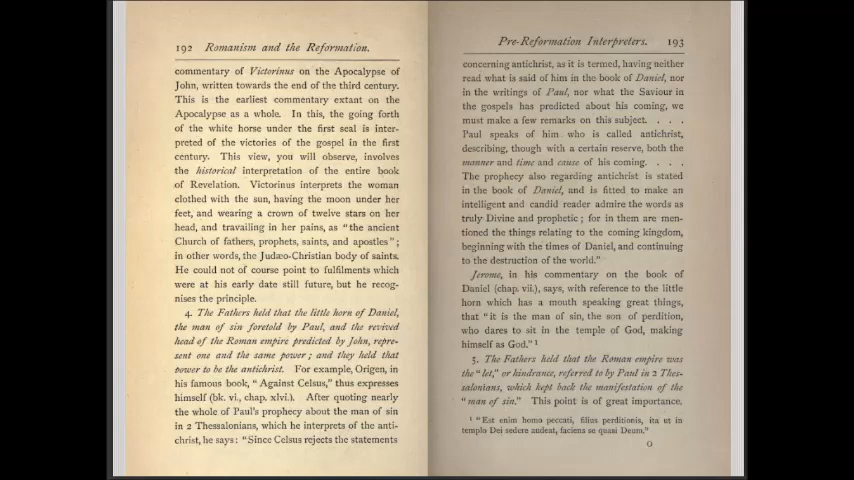 192 Romanism and the Reformation.
commentary of Victorinus on the Apocalypse of
John, written towards the end of the third century.
This is the earliest commentary extant on the
Apocalypse as a whole. In this, the going forth
of the white horse under the first seal is inter-
preted of the victories of the gospel in the first
century. This view, you will observe, involves
the historical interpretation of the entire book
of Revelation. Victorinus interprets the woman
clothed with the sun, having the moon under her
feet, and wearing a crown of twelve stars on her
head, and travailing in her pains, as "the ancient
Church of fathers, prophets, saints, and apostles";
in other words, the Judæo-Christian body of saints.
He could not of course point to fulfilments which
were at his early date still future, but he recog-
nises the principle.
4. The Fathers held that the little horn of Daniel,
the man of sin foretold by Paul, and the revived
head of the Roman empire predicted by John, repre-
sent one and the same power; and they held that
power to be the antichrist. For example, Origen, in
his famous book, "Against Celsus," thus expresses
himself (bk. vi., chap. xlvi.). After quoting nearly
the whole of Paul's prophecy about the man of sin
in 2 Thessalonians, which he interprets of the anti-
christ, he says: "Since Celsus rejects the statements
Pre-Reformation Interpreters. 193
concerning antichrist, as it is termed, having neither
read what is said of him in the book of Daniel, nor
in the writings of Paul, nor what the Saviour in
the gospels has predicted about his coming, we
must make a few remarks on this subject. . . .
Paul speaks of him who is called antichrist,
describing, though with a certain reserve, both the
manner and time and cause of his coming. . . .
The prophecy also regarding antichrist is stated
in the book of Daniel, and is fitted to make an
intelligent and candid reader admire the words as
truly Divine and prophetic; for in them are men-
tioned the things relating to the coming kingdom,
beginning with the times of Daniel, and continuing
to the destruction of the world."
Jerome, in his commentary on the book of
Daniel (chap. vii.), says, with reference to the little
horn which has a mouth speaking great things,
that "it is the man of sin, the son of perdition,
who dares to sit in the temple of God, making
himself as God." 1
5. The Fathers held that the Roman empire was
the "let," or hindrance, referred to by Paul in 2 Thes-
salonians, which kept back the manifestation of the
"man of sin." This point is of great importance.
1 "Est enim homo peccati, filius perditionis, ita ut in
templo Dei sedere audeat, faciens se quasi Deum."
O